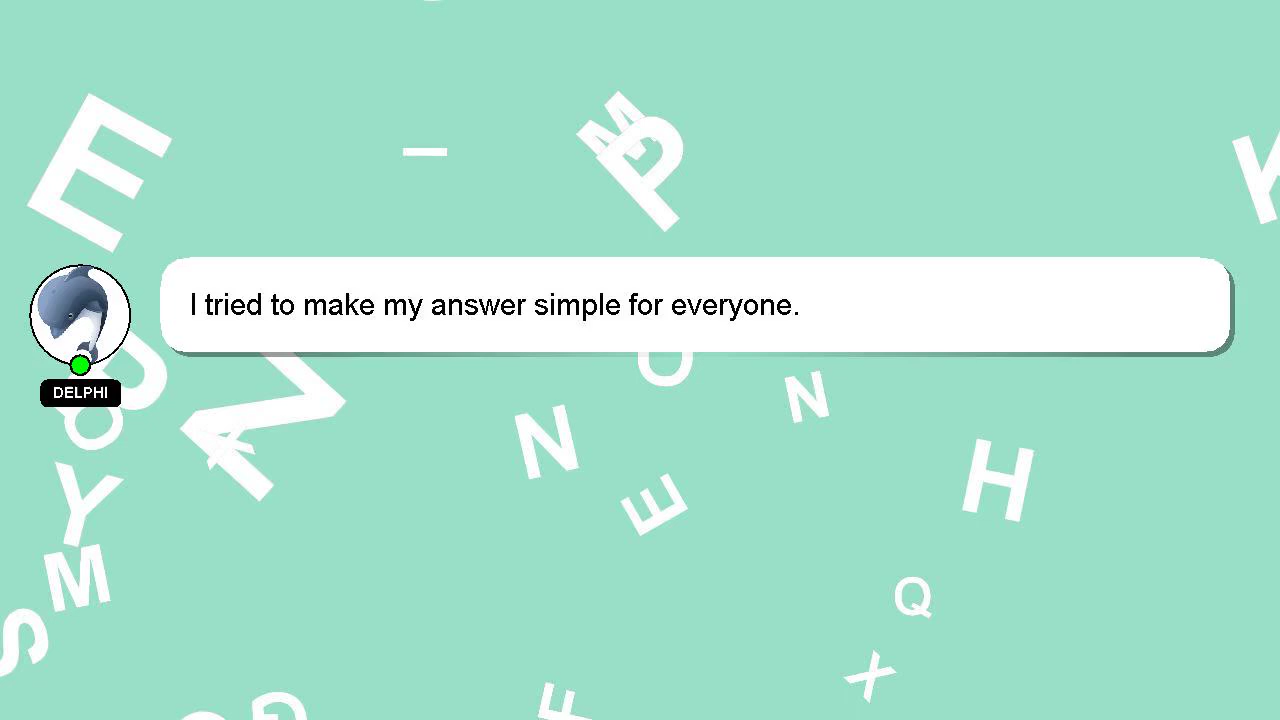 I tried to make my answer simple for everyone.
DELPHI
E
I
M
P
K
O
N
A
N
O
N
Y
E
H
M
Q
S
X
G
F